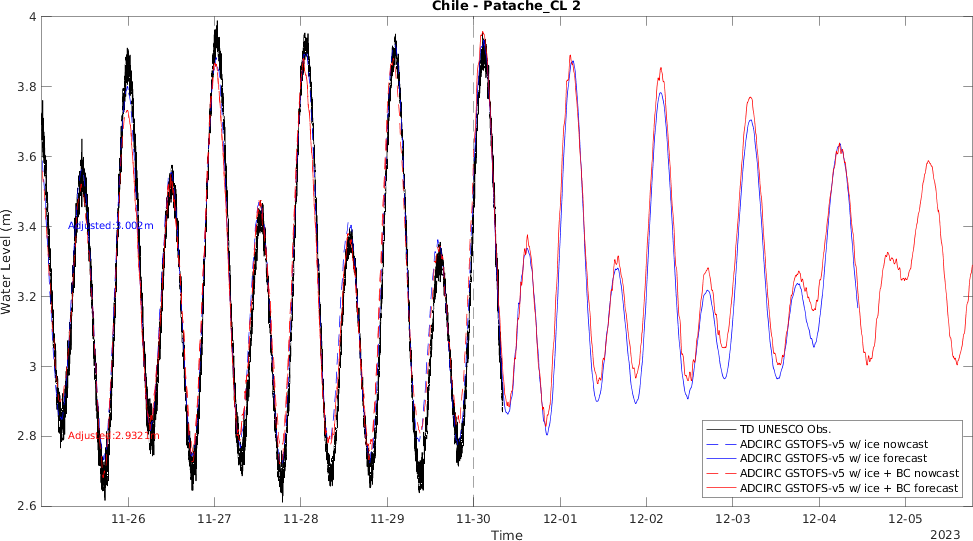 Chile - Patache_CL 2
4
3.8
3.6
3.4
3.2
3
2.8
2.6
Water Level (m)
Adjusted:3.002m
Adjusted:2.9321m
TD UNESCO Obs.
ADCIRC GSTOFS-v5 w/ ice nowcast
ADCIRC GSTOFS-v5 w/ ice forecast
ADCIRC GSTOFS-v5 w/ ice + BC nowcast
ADCIRC GSTOFS-v5 w/ ice + BC forecast
11-26 11-27 11-28 11-29 11-30 12-01 12-02 12-03 12-04 12-05
Time
2023